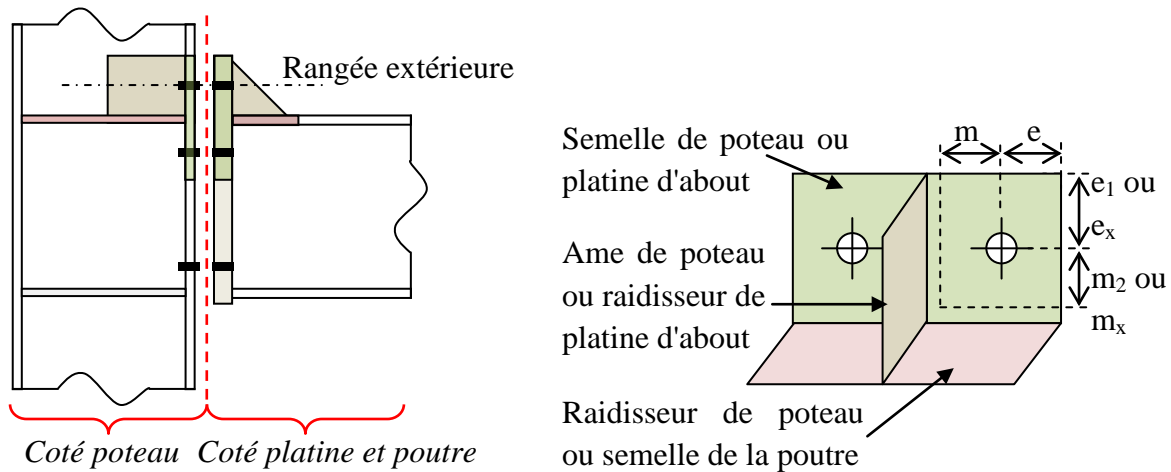 Rangée extérieure
Coté poteau
Coté platine et poutre
Semelle de poteau ou
platine d'about
Ame de poteau
ou raidisseur de
platine d'about
Raidisseur de poteau
ou semelle de la poutre
m
e
e1 ou
ex
m2 ou
mx